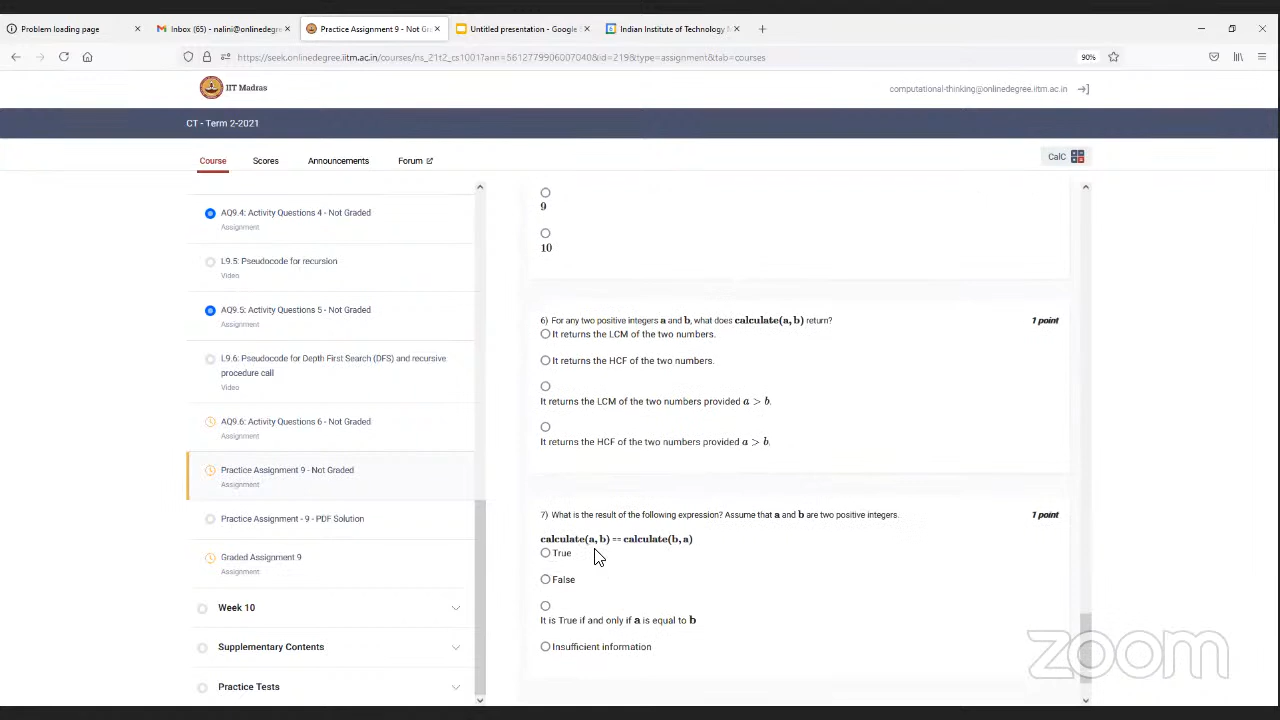 Problem loading page
Inbox (65) - nalini@onlinedegre
Practice Assignment 9 - Not Gr
Untitled presentation - Google
Indian Institute of Technology
https://seek.onlinedegree.iitm.ac.in/courses/ns_21t2_cs1001?ann=5612779906007040&id=219&type=assignment&tab=courses
90%
IIT Madras
computational-thinking@onlinedegree.iitm.ac.in
CT - Term 2-2021
Course
Scores
Announcements
Forum
CalC
AQ9.4: Activity Questions 4 - Not Graded
Assignment
L9.5: Pseudocode for recursion
Video
AQ9.5: Activity Questions 5 - Not Graded
Assignment
L9.6: Pseudocode for Depth First Search (DFS) and recursive
procedure call
Video
AQ9.6: Activity Questions 6 - Not Graded
Assignment
Practice Assignment 9 - Not Graded
Assignment
Practice Assignment - 9 - PDF Solution
Graded Assignment 9
Assignment
Week 10
Supplementary Contents
Practice Tests
9
10
6) For any two positive integers a and b, what does calculate(a, b) return?
1 point
It returns the LCM of the two numbers.
It returns the HCF of the two numbers.
It returns the LCM of the two numbers provided a > b.
It returns the HCF of the two numbers provided a > b.
7) What is the result of the following expression? Assume that a and b are two positive integers.
1 point
calculate(a, b) == calculate(b, a)
True
False
It is True if and only if a is equal to b
Insufficient information
zoom